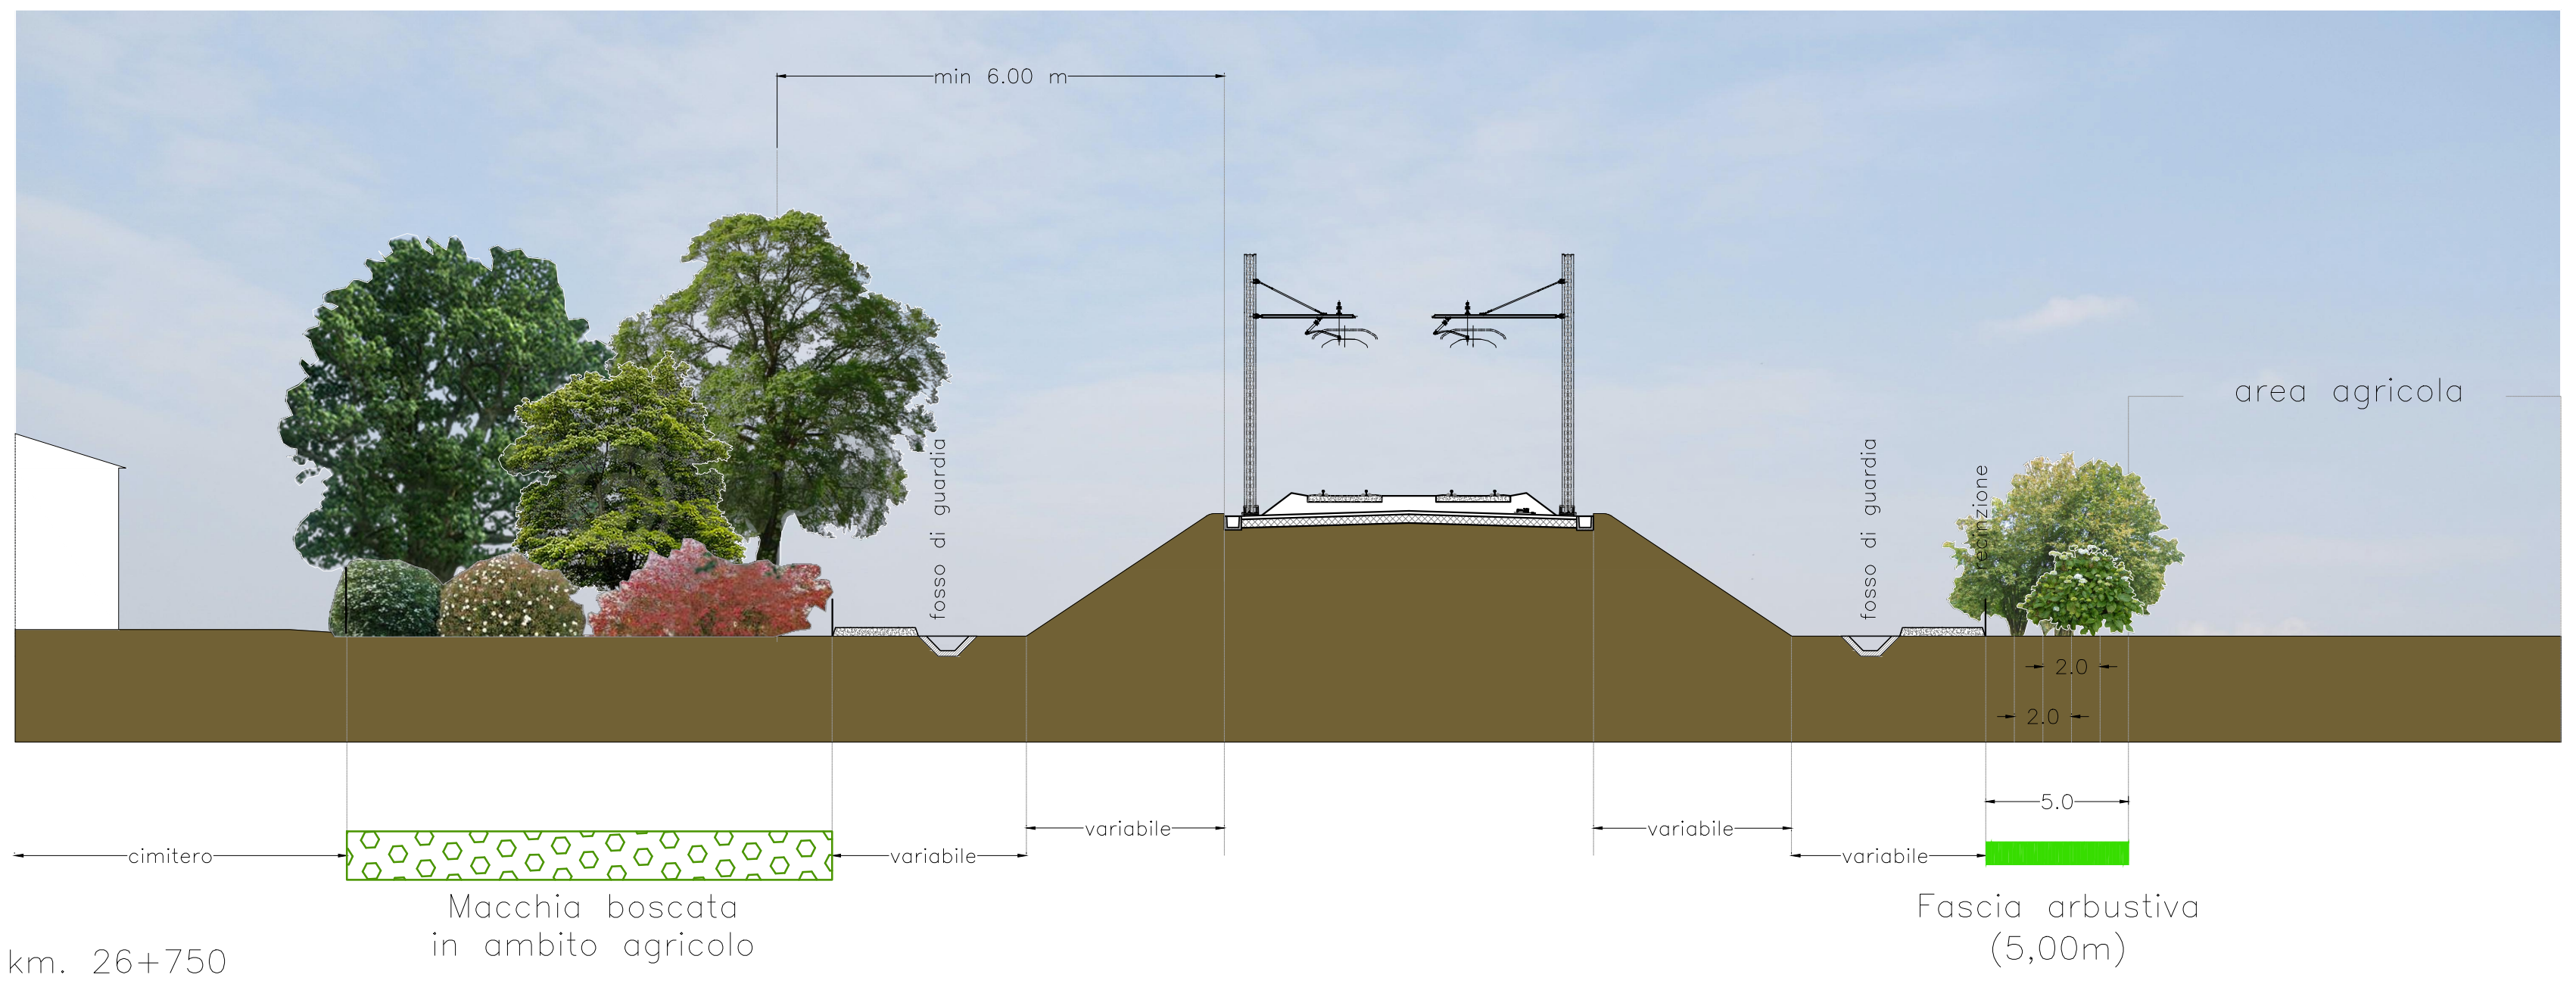 min 6.00 m
area agricola
fosso di guardia
fosso di guardia
recinzione
2.0
2.0
5.0
variabile
variabile
cimitero
variabile
variabile
Macchia boscata
in ambito agricolo
Fascia arbustiva
(5,00m)
km. 26+750